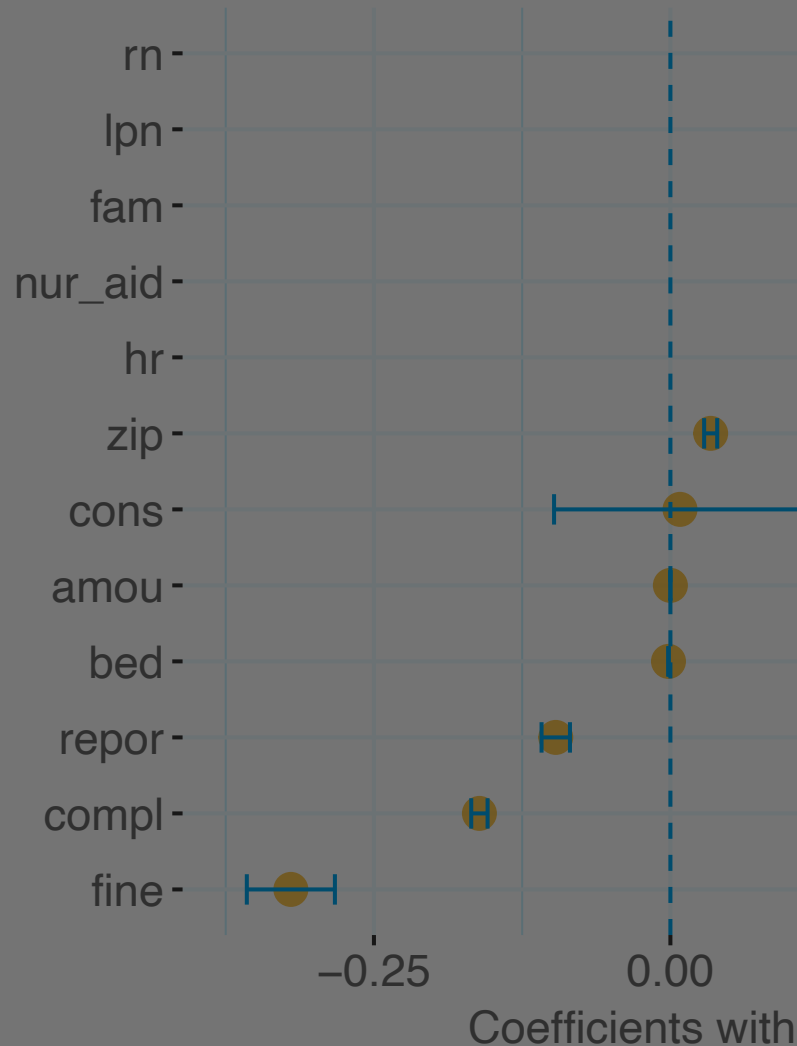 rn
lpn
fam
nur_aid
hr
zip
cons
amou
bed
repor
compl
fine
−0.25 0.00
Coefficients with